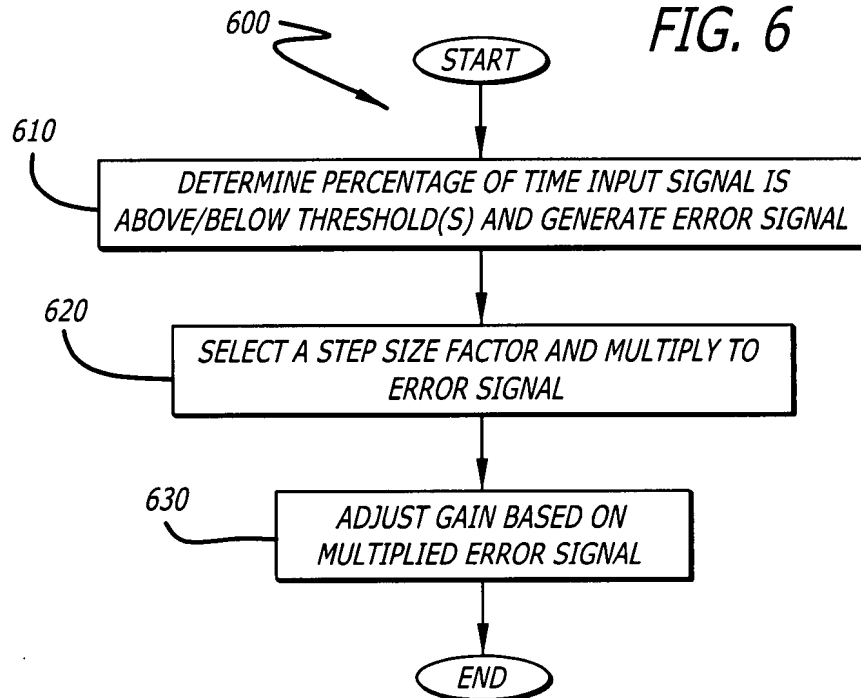 FIG. 6
600
START
610
DETERMINE PERCENTAGE OF TIME INPUT SIGNAL IS
ABOVE/BELOW THRESHOLD(S) AND GENERATE ERROR SIGNAL
620
SELECT A STEP SIZE FACTOR AND MULTIPLY TO
ERROR SIGNAL
630
ADJUST GAIN BASED ON
MULTIPLIED ERROR SIGNAL
END